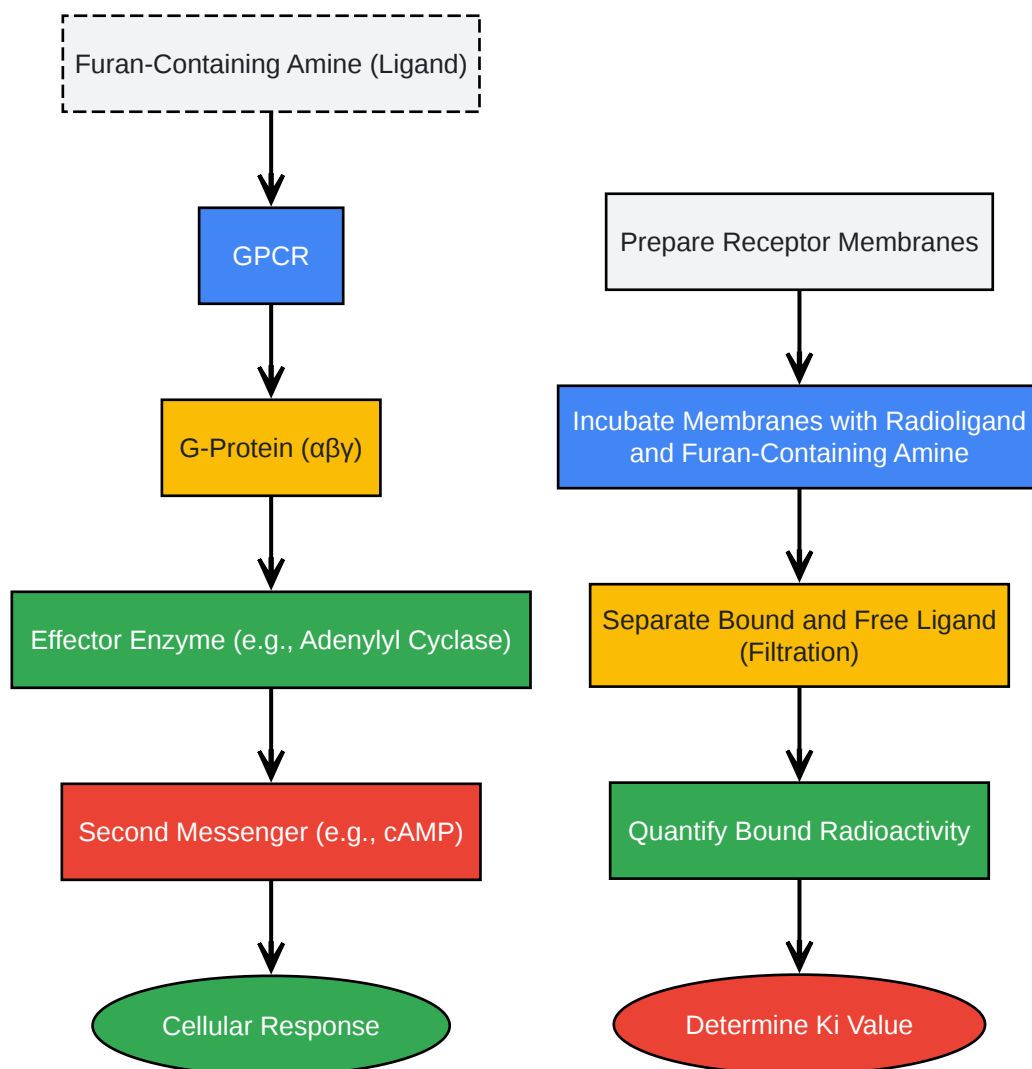 Furan-Containing Amine (Ligand)
GPCR
G-Protein (αβγ)
Effector Enzyme (e.g., Adenylyl Cyclase)
Second Messenger (e.g., cAMP)
Cellular Response
Prepare Receptor Membranes
Incubate Membranes with Radioligand
and Furan-Containing Amine
Separate Bound and Free Ligand
(Filtration)
Quantify Bound Radioactivity
Determine Ki Value